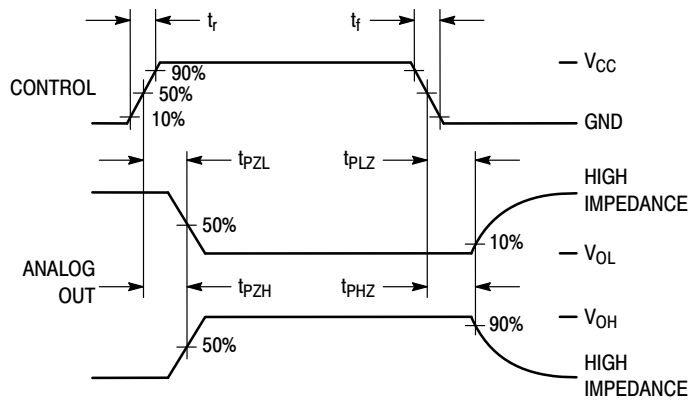 tr
tf
90%
VCC
CONTROL
50%
10%
GND
tPZL
tPLZ
HIGH
IMPEDANCE
50%
10%
ANALOG
OUT
VOL
tPZH
tPHZ
VOH
90%
50%
HIGH
IMPEDANCE